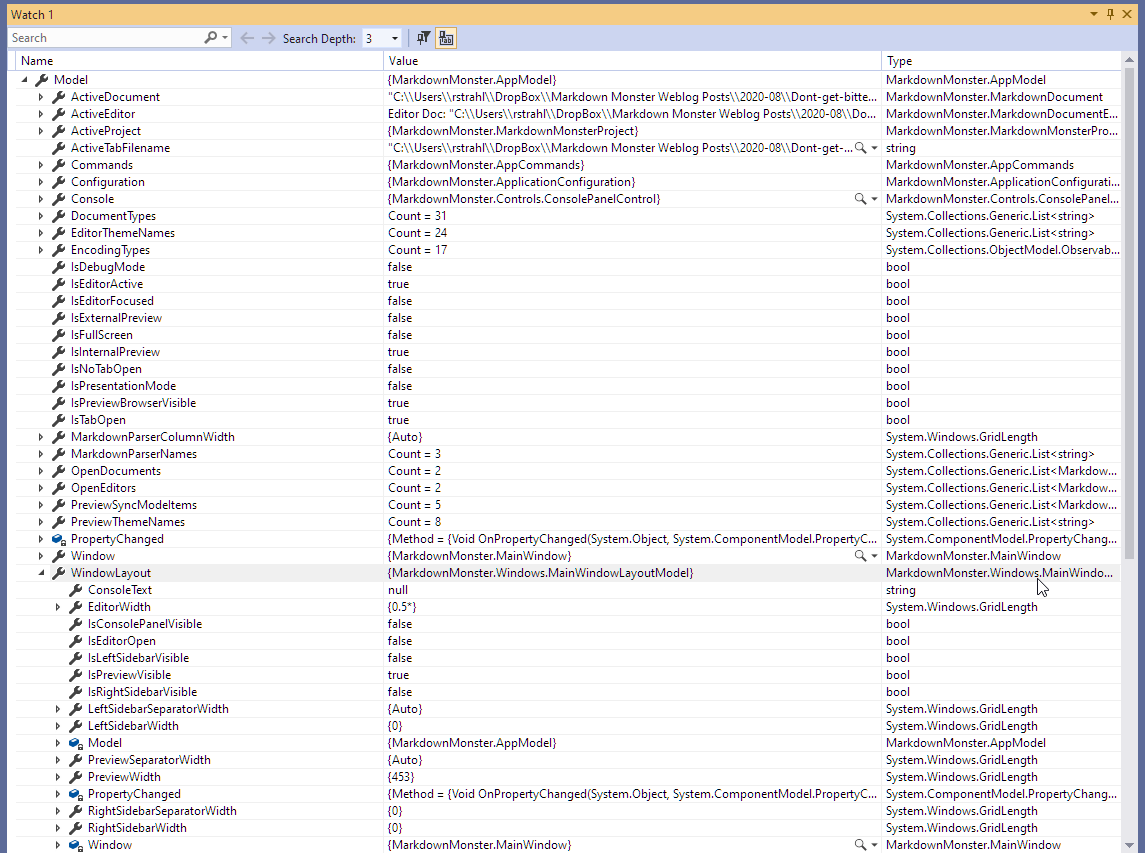 Watch 1
Search Search Depth: 3
Name Value Type
Model {MarkdownMonster.AppModel} MarkdownMonster.AppModel
ActiveDocument "C:\\Users\\rstrahl\\DropBox\\Markdown Monster Weblog Posts\\2020-08\\Dont-get-bitte... MarkdownMonster.MarkdownDocument
ActiveEditor Editor Doc: "C:\\Users\\rstrahl\\DropBox\\Markdown Monster Weblog Posts\\2020-08\\Do... MarkdownMonster.MarkdownDocumentE...
ActiveProject {MarkdownMonster.MarkdownMonsterProject} MarkdownMonster.MarkdownMonsterPro...
ActiveTabFilename "C:\\Users\\rstrahl\\DropBox\\Markdown Monster Weblog Posts\\2020-08\\Dont-get-... string
Commands {MarkdownMonster.AppCommands} MarkdownMonster.AppCommands
Configuration {MarkdownMonster.ApplicationConfiguration} MarkdownMonster.ApplicationConfigurati...
Console {MarkdownMonster.Controls.ConsolePanelControl} MarkdownMonster.Controls.ConsolePanel...
DocumentTypes Count = 31 System.Collections.Generic.List<string>
EditorThemeNames Count = 24 System.Collections.Generic.List<string>
EncodingTypes Count = 17 System.Collections.ObjectModel.Observab...
IsDebugMode false bool
IsEditorActive true bool
IsEditorFocused false bool
IsExternalPreview false bool
IsFullScreen false bool
IsInternalPreview true bool
IsNoTabOpen false bool
IsPresentationMode false bool
IsPreviewBrowserVisible true bool
IsTabOpen true bool
MarkdownParserColumnWidth {Auto} System.Windows.GridLength
MarkdownParserNames Count = 3 System.Collections.Generic.List<string>
OpenDocuments Count = 2 System.Collections.Generic.List<Markdow...
OpenEditors Count = 2 System.Collections.Generic.List<Markdow...
PreviewSyncModeItems Count = 5 System.Collections.Generic.List<Markdow...
PreviewThemeNames Count = 8 System.Collections.Generic.List<string>
PropertyChanged {Method = {Void OnPropertyChanged(System.Object, System.ComponentModel.PropertyC... System.ComponentModel.PropertyChang...
Window {MarkdownMonster.MainWindow} MarkdownMonster.MainWindow
WindowLayout {MarkdownMonster.Windows.MainWindowLayoutModel} MarkdownMonster.Windows.MainWindo...
ConsoleText null string
EditorWidth {0.5*} System.Windows.GridLength
IsConsolePanelVisible false bool
IsEditorOpen false bool
IsLeftSidebarVisible false bool
IsPreviewVisible true bool
IsRightSidebarVisible false bool
LeftSidebarSeparatorWidth {Auto} System.Windows.GridLength
LeftSidebarWidth {0} System.Windows.GridLength
Model {MarkdownMonster.AppModel} MarkdownMonster.AppModel
PreviewSeparatorWidth {Auto} System.Windows.GridLength
PreviewWidth {453} System.Windows.GridLength
PropertyChanged {Method = {Void OnPropertyChanged(System.Object, System.ComponentModel.PropertyC... System.ComponentModel.PropertyChang...
RightSidebarSeparatorWidth {0} System.Windows.GridLength
RightSidebarWidth {0} System.Windows.GridLength
Window {MarkdownMonster.MainWindow} MarkdownMonster.MainWindow